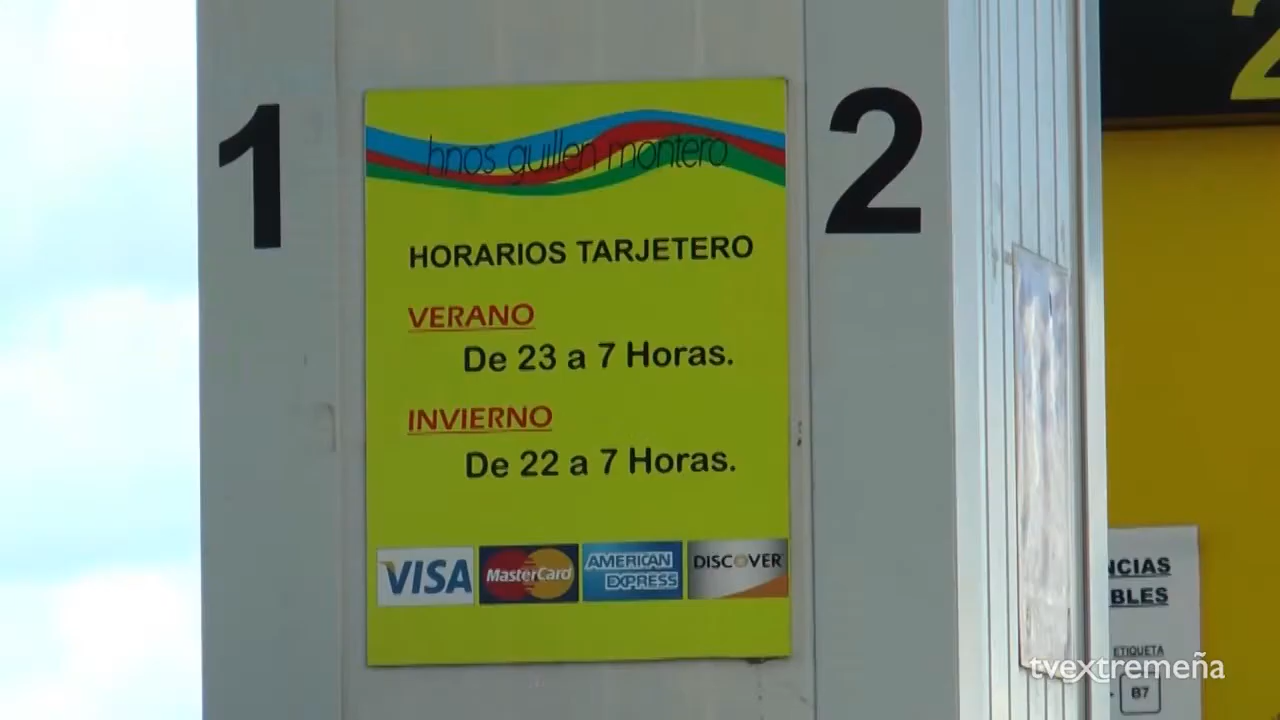 1
2
hnos guillen montero
HORARIOS TARJETERO
VERANO
De 23 a 7 Horas.
INVIERNO
De 22 a 7 Horas.
VISA
MasterCard
AMERICAN
EXPRESS
DISCOVER
2
NCIAS
BLES
ETIQUETA
B7
tvextremeña